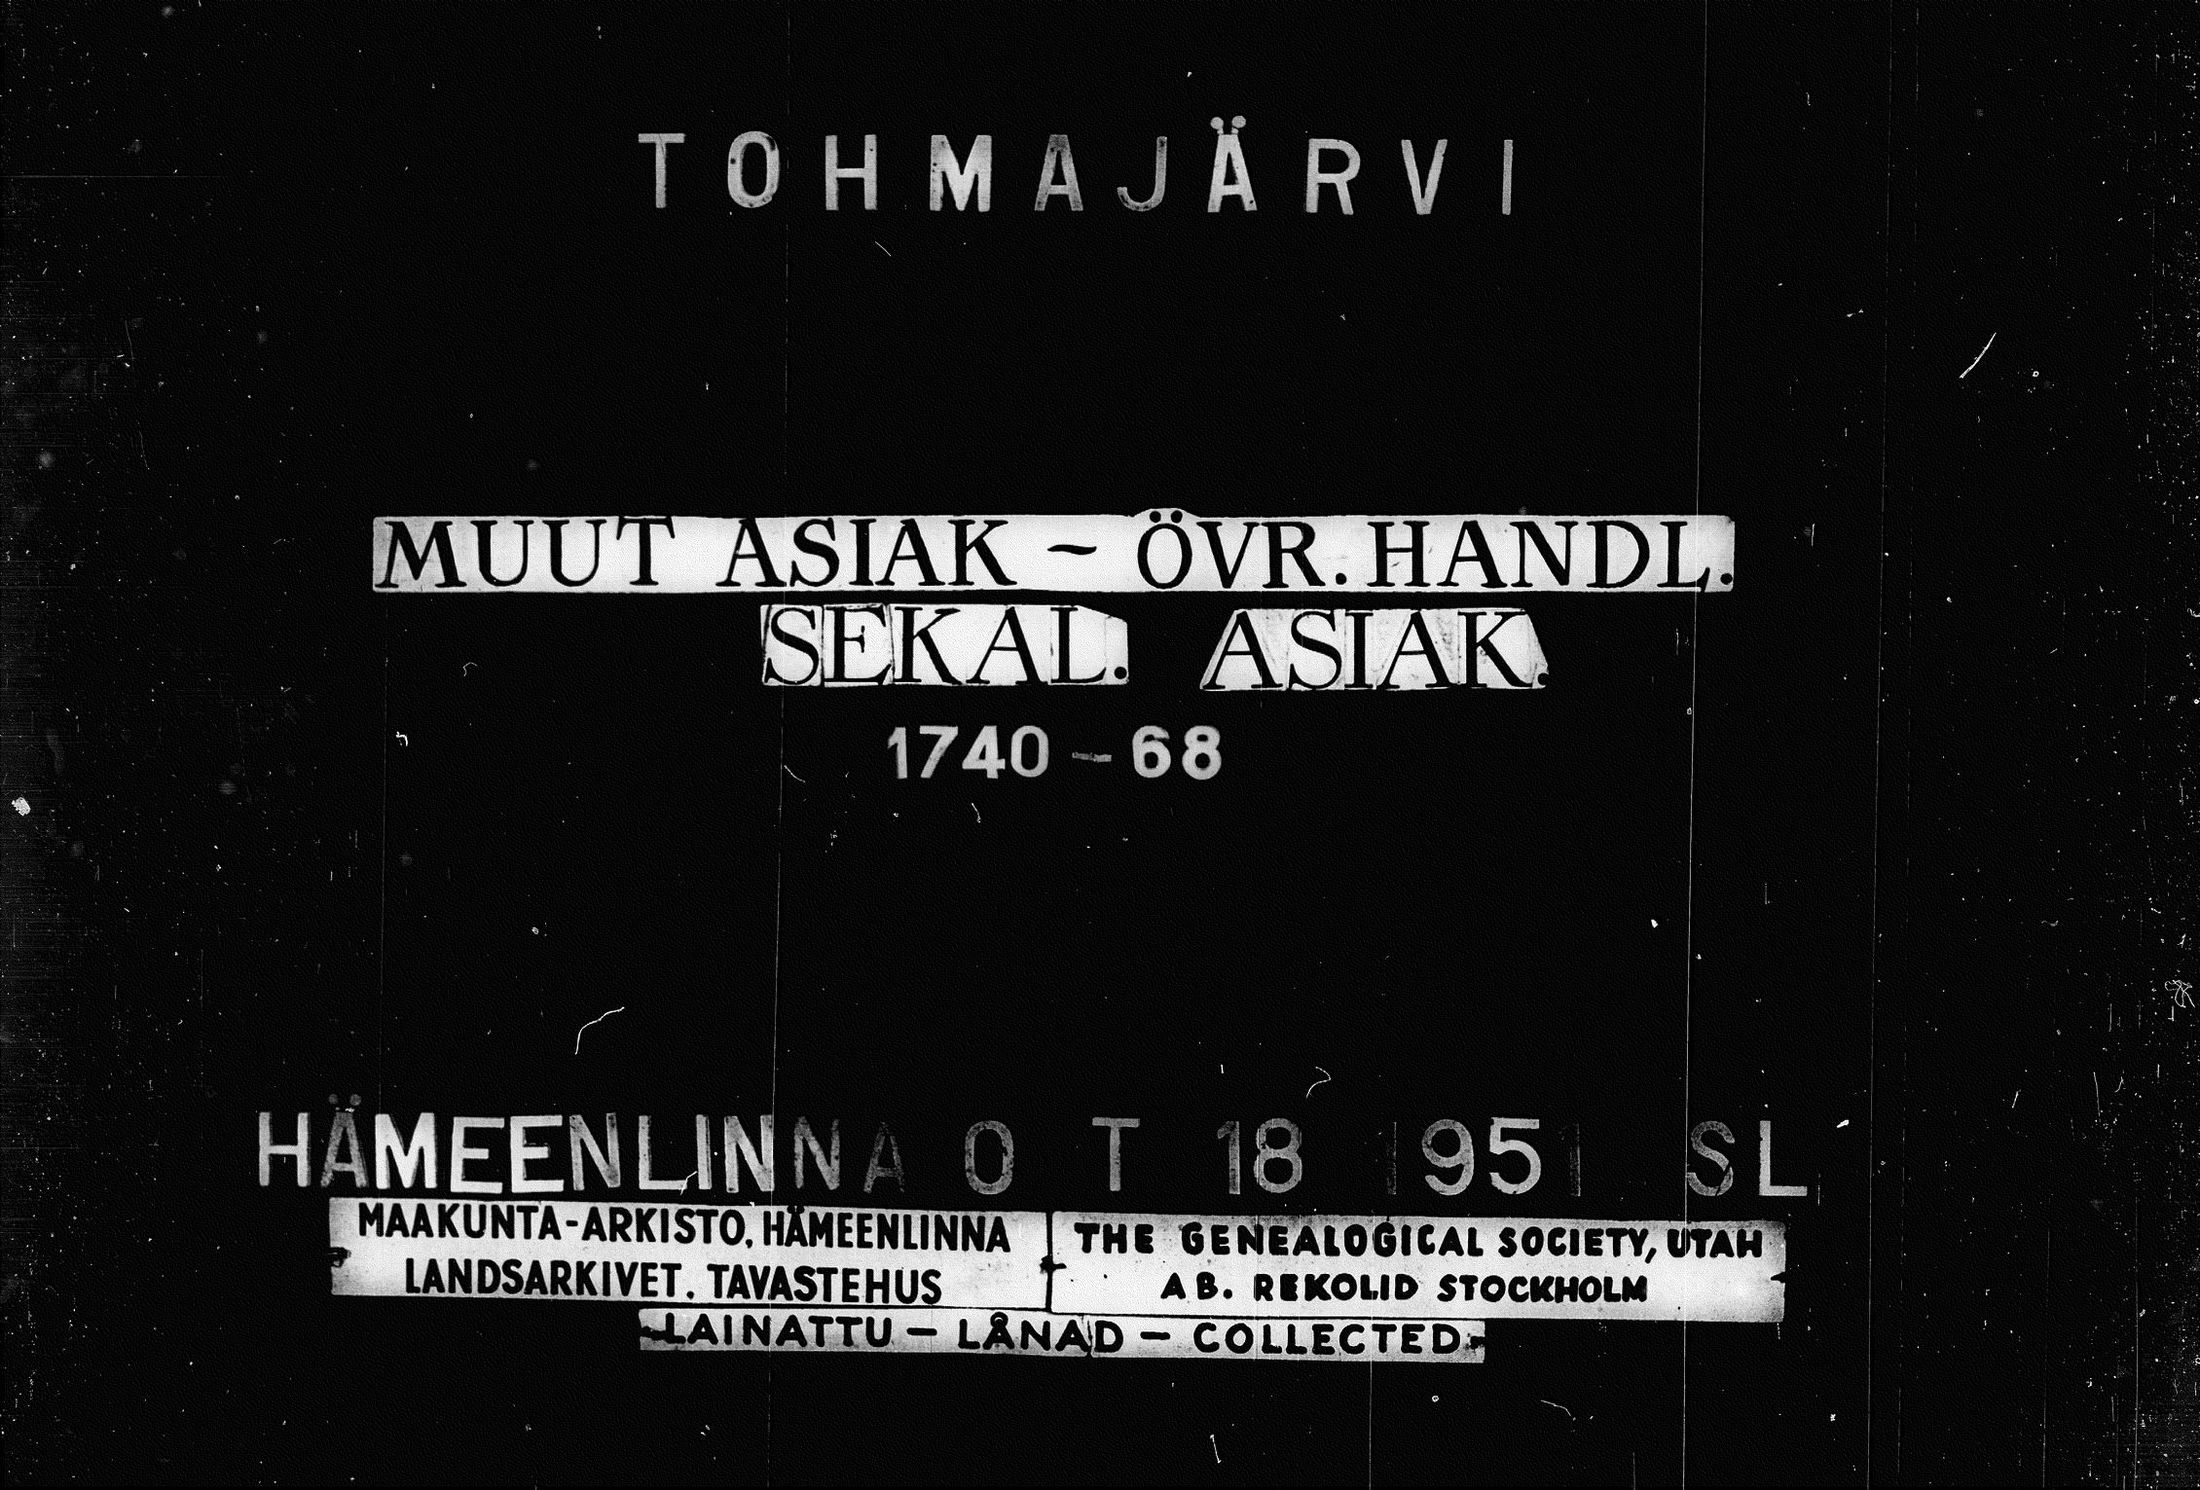 TOHMAJÄRVI
MUUT ASIAK - ÖVR. HANDL.
SEKAL. ASIAK.
1740-68
HÄMEENLINNA O T 18 1951 SL
MAAKUNTA-ARKISTO, HÄMEENLINNA
LANDSARKIVET. TAVASTEHUS
THE GENEALOGICAL SOCIETY, UTAH
AB. REKOLID STOCKHOLM
LAINATTU - LÅNAD - COLLECTED